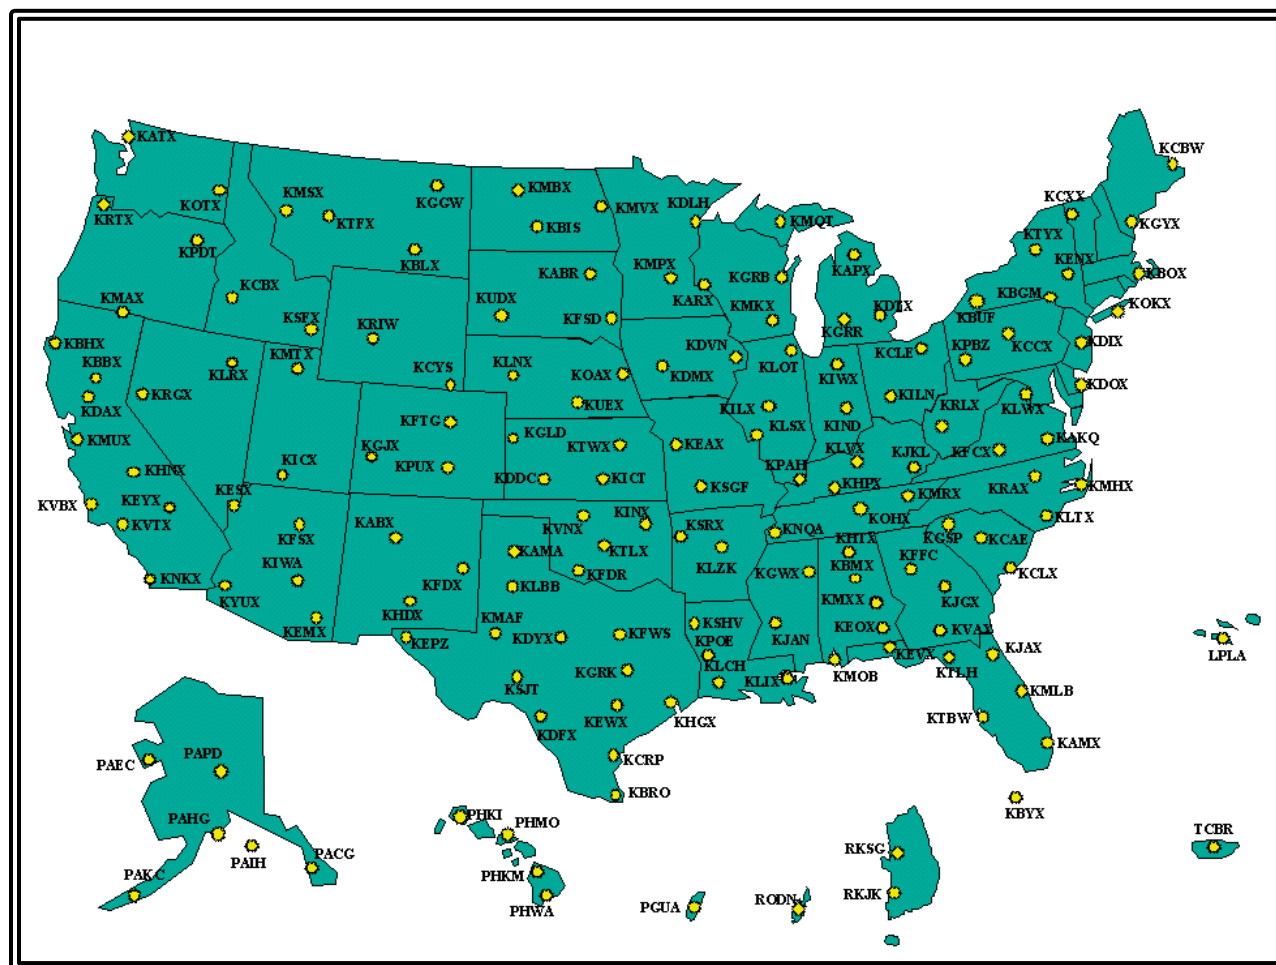 KATX
KCBW
KMSX
KGGW
KMBX
KDLH
KCXX
KRTX
KOTX
KTFX
KMVX
KMQT
KGYX
KPDT
KBIS
KTYX
KBLX
KABR
KMPX
KGRB
KAPX
KENX
KBOX
KCBX
KMAX
KUDX
KARX
KBGM
KOKX
KSFX
KRIW
KFSD
KMKX
KDTX
KBUF
KGRR
KBHX
KBBX
KMTX
KLRX
KCYS
KLNX
KDVN
KLOT
KCLE
KPBZ
KCCX
KDIX
KRGX
KOAX
KDMX
KIWX
KDAX
KUEX
KILX
KILN
KRLX
KLWX
KDOX
KMUX
KFTG
KGLD
KTWX
KEAX
KLSX
KIND
KAKQ
KHNX
KICX
KGJX
KPUX
KDDC
KICT
KPAH
KLVX
KJKL
KFCX
KVBX
KEYX
KESX
KSGF
KHPX
KMRX
KRAX
KMHX
KVTX
KFSX
KABX
KVNX
KINX
KSRX
KNQA
KOHX
KLTX
KAMA
KTLX
KLZK
KHTX
KGSP
KCAE
KNKX
KIWA
KFDX
KLBB
KFDR
KGWX
KBMX
KFFC
KCLX
KYUX
KHDX
KMXX
KJGX
KEMX
KEPZ
KMAF
KDYX
KFWS
KSHV
KJAN
KEOX
KVAX
KPOE
KEVX
KJAX
LPLA
KSJT
KGRK
KLCH
KLIX
KMOB
KTLH
KMLB
KDFX
KEWX
KHGX
KTBW
KAMX
PAEC
PAPD
KCRP
KBRO
KBYX
PAHG
PAIH
PHKI
PHMO
TCBR
PACG
RKSG
PAKC
PHKM
PHWA
PGUA
RODN
RKJK